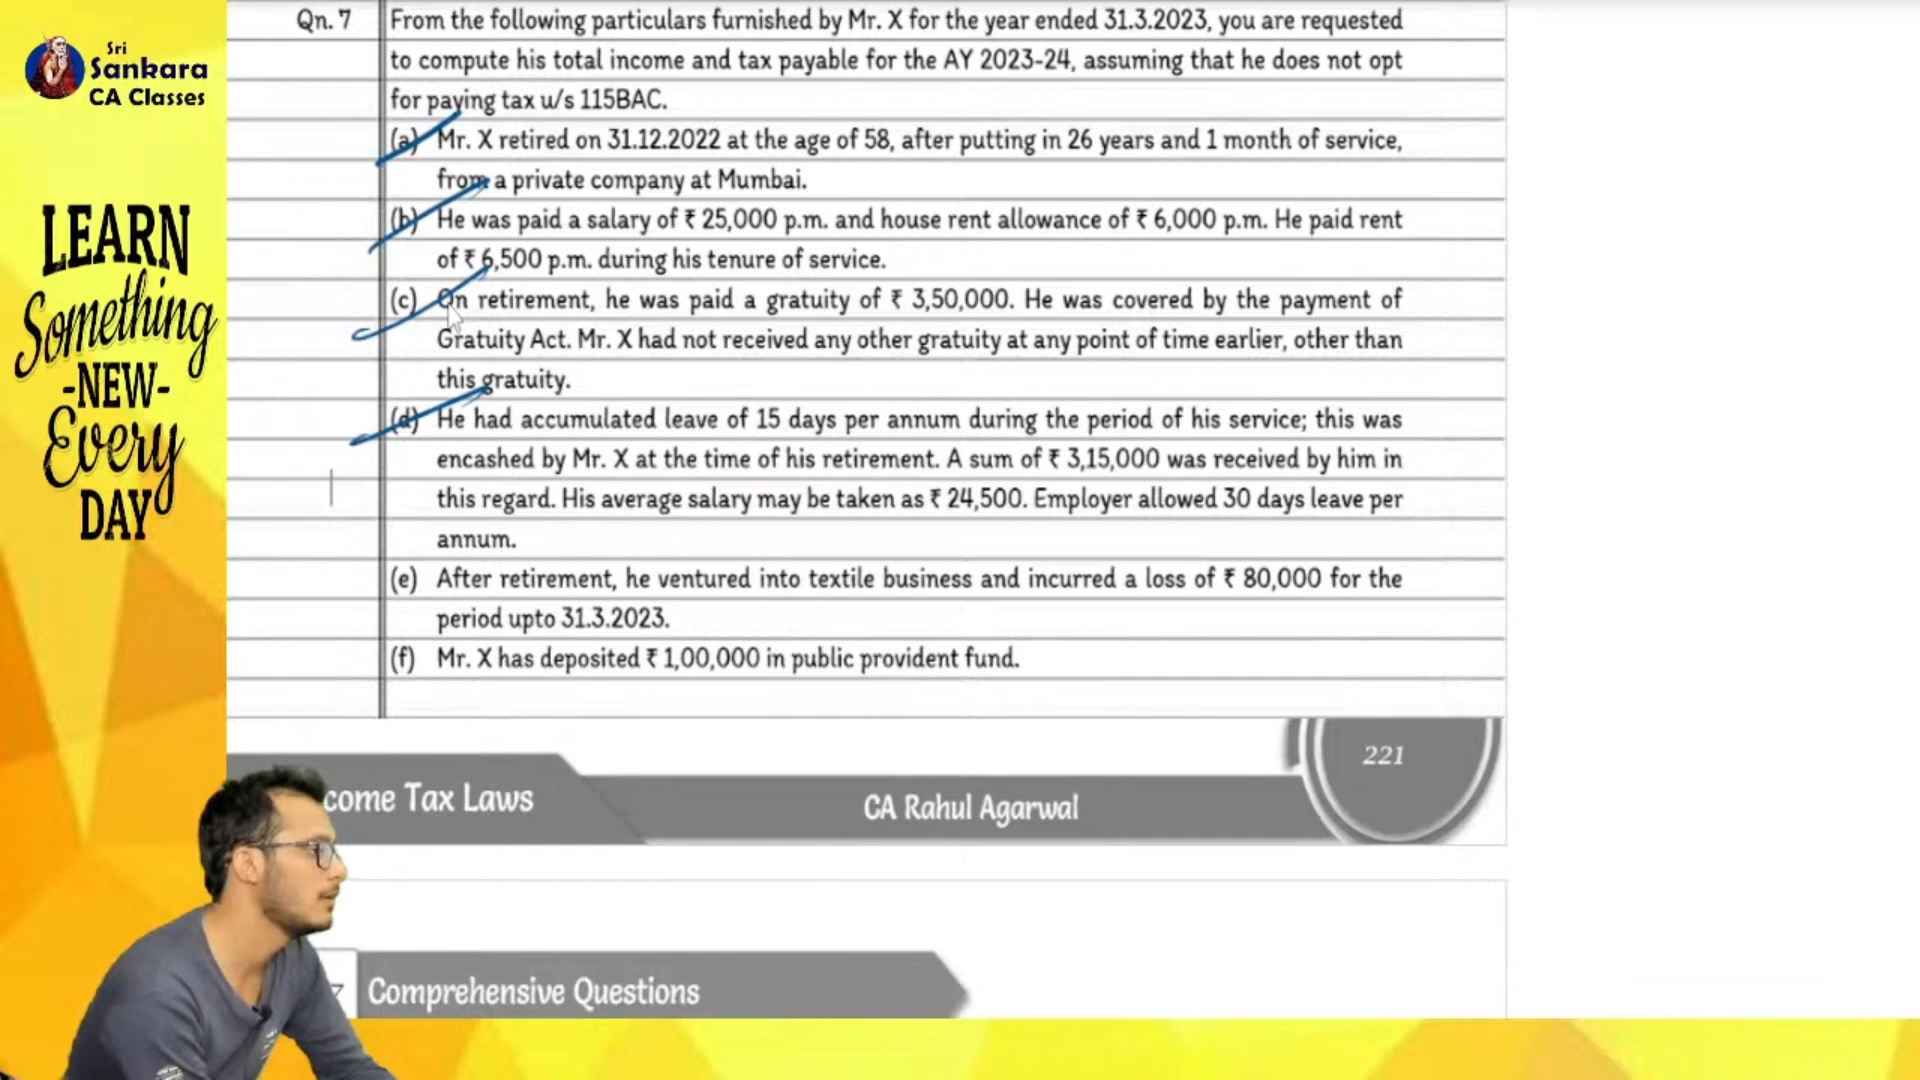 Sri
Sankara
CA Classes
LEARN
Something
-NEW-
Every
DAY
Qn. 7 From the following particulars furnished by Mr. X for the year ended 31.3.2023, you are requested
to compute his total income and tax payable for the AY 2023-24, assuming that he does not opt
for paying tax u/s 115BAC.
(a) Mr. X retired on 31.12.2022 at the age of 58, after putting in 26 years and 1 month of service,
from a private company at Mumbai.
(b) He was paid a salary of ₹ 25,000 p.m. and house rent allowance of ₹ 6,000 p.m. He paid rent
of ₹ 6,500 p.m. during his tenure of service.
(c) On retirement, he was paid a gratuity of ₹ 3,50,000. He was covered by the payment of
Gratuity Act. Mr. X had not received any other gratuity at any point of time earlier, other than
this gratuity.
(d) He had accumulated leave of 15 days per annum during the period of his service; this was
encashed by Mr. X at the time of his retirement. A sum of ₹ 3,15,000 was received by him in
this regard. His average salary may be taken as ₹ 24,500. Employer allowed 30 days leave per
annum.
(e) After retirement, he ventured into textile business and incurred a loss of ₹ 80,000 for the
period upto 31.3.2023.
(f) Mr. X has deposited ₹ 1,00,000 in public provident fund.
221
come Tax Laws
CA Rahul Agarwal
Comprehensive Questions